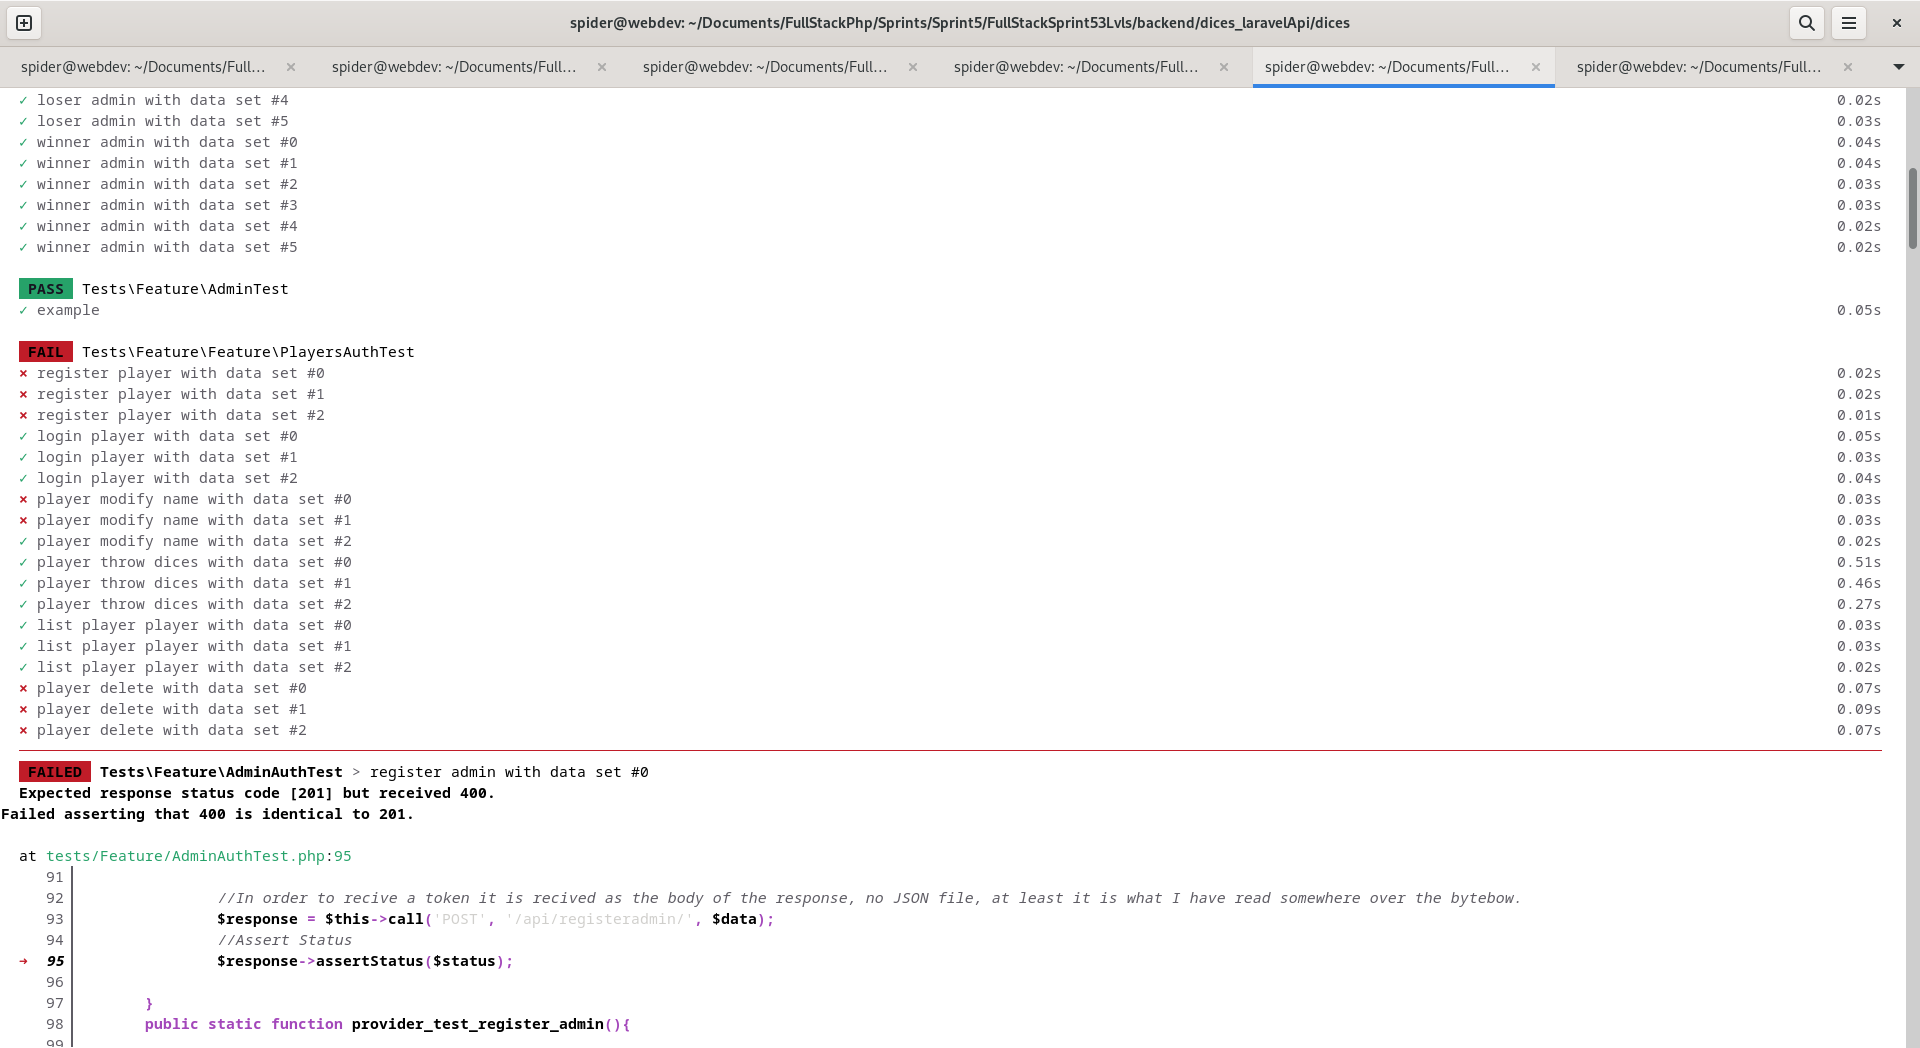 spider@webdev: ~/Documents/FullStackPhp/Sprints/Sprint5/FullStackSprint53Lvls/backend/dices_laravelApi/dices
spider@webdev: ~/Documents/Full… × spider@webdev: ~/Documents/Full… × spider@webdev: ~/Documents/Full… × spider@webdev: ~/Documents/Full… × spider@webdev: ~/Documents/Full… × spider@webdev: ~/Documents/Full… ×
✓ loser admin with data set #4 0.02s
✓ loser admin with data set #5 0.03s
✓ winner admin with data set #0 0.04s
✓ winner admin with data set #1 0.04s
✓ winner admin with data set #2 0.03s
✓ winner admin with data set #3 0.03s
✓ winner admin with data set #4 0.02s
✓ winner admin with data set #5 0.02s
PASS Tests\Feature\AdminTest
✓ example 0.05s
FAIL Tests\Feature\Feature\PlayersAuthTest
× register player with data set #0 0.02s
× register player with data set #1 0.02s
× register player with data set #2 0.01s
✓ login player with data set #0 0.05s
✓ login player with data set #1 0.03s
✓ login player with data set #2 0.04s
× player modify name with data set #0 0.03s
× player modify name with data set #1 0.03s
✓ player modify name with data set #2 0.02s
✓ player throw dices with data set #0 0.51s
✓ player throw dices with data set #1 0.46s
✓ player throw dices with data set #2 0.27s
✓ list player player with data set #0 0.03s
✓ list player player with data set #1 0.03s
✓ list player player with data set #2 0.02s
× player delete with data set #0 0.07s
× player delete with data set #1 0.09s
× player delete with data set #2 0.07s
FAILED Tests\Feature\AdminAuthTest > register admin with data set #0
Expected response status code [201] but received 400.
Failed asserting that 400 is identical to 201.
at tests/Feature/AdminAuthTest.php:95
91
92 //In order to recive a token it is recived as the body of the response, no JSON file, at least it is what I have read somewhere over the bytebow.
93 $response = $this->call('POST', '/api/registeradmin/', $data);
94 //Assert Status
→ 95 $response->assertStatus($status);
96
97 }
98 public static function provider_test_register_admin(){
99